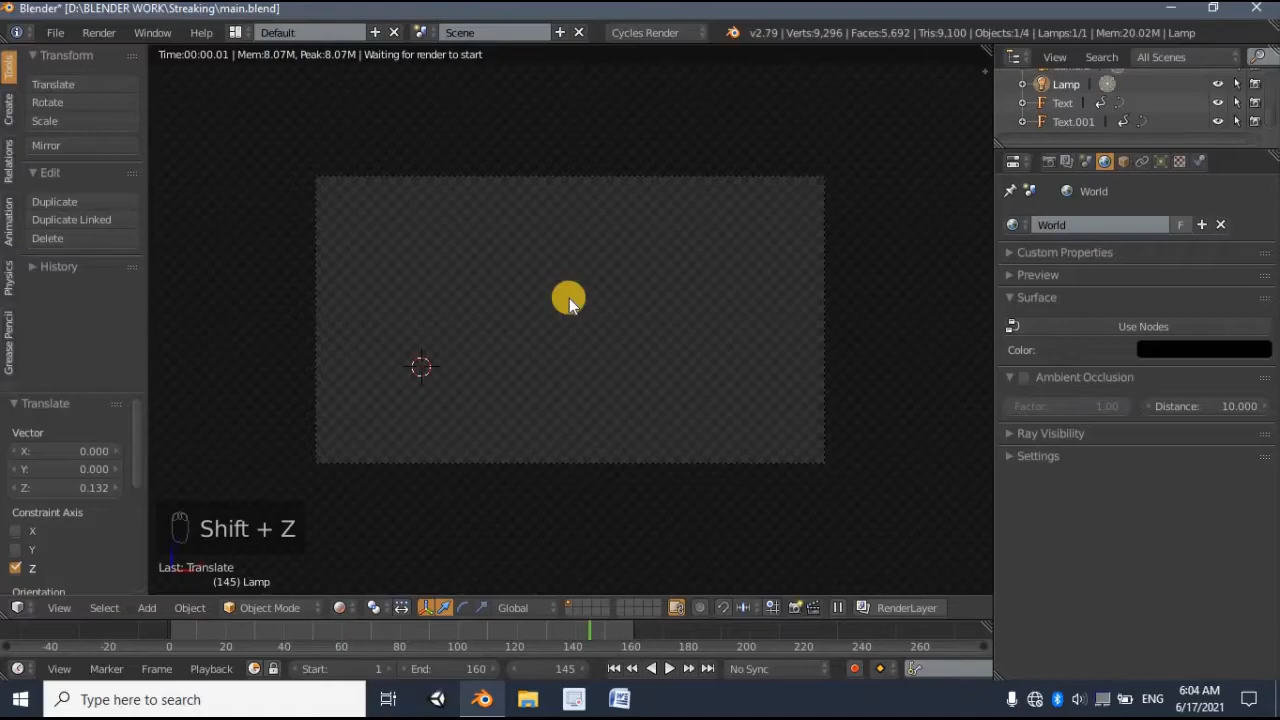 Blender* [D:\BLENDER WORK\Streaking\main.blend]
File Render Window Help Default Scene Cycles Render v2.79 | Verts:9,296 | Faces:5,692 | Tris:9,100 | Objects:1/4 | Lamps:1/1 | Mem:20.02M | Lamp
Time:00:00.01 | Mem:8.07M, Peak:8.07M | Waiting for render to start
Tools
Create
Relations
Animation
Physics
Grease Pencil
Transform
Translate
Rotate
Scale
Mirror
Edit
Duplicate
Duplicate Linked
Delete
History
Translate
Vector
X: 0.000
Y: 0.000
Z: 0.132
Constraint Axis
X
Y
Z
Orientation
Shift + Z
Last: Translate
(145) Lamp
View Search All Scenes
Lamp
Text
Text.001
World
World F
Custom Properties
Preview
Surface
Use Nodes
Color:
Ambient Occlusion
Factor: 1.00 Distance: 10.000
Ray Visibility
Settings
View Select Add Object Object Mode Global RenderLayer
-40 -20 0 20 40 60 80 100 120 140 160 180 200 220 240 260
View Marker Frame Playback Start: 1 End: 160 145 No Sync
Type here to search
W
ENG
6:04 AM
6/17/2021